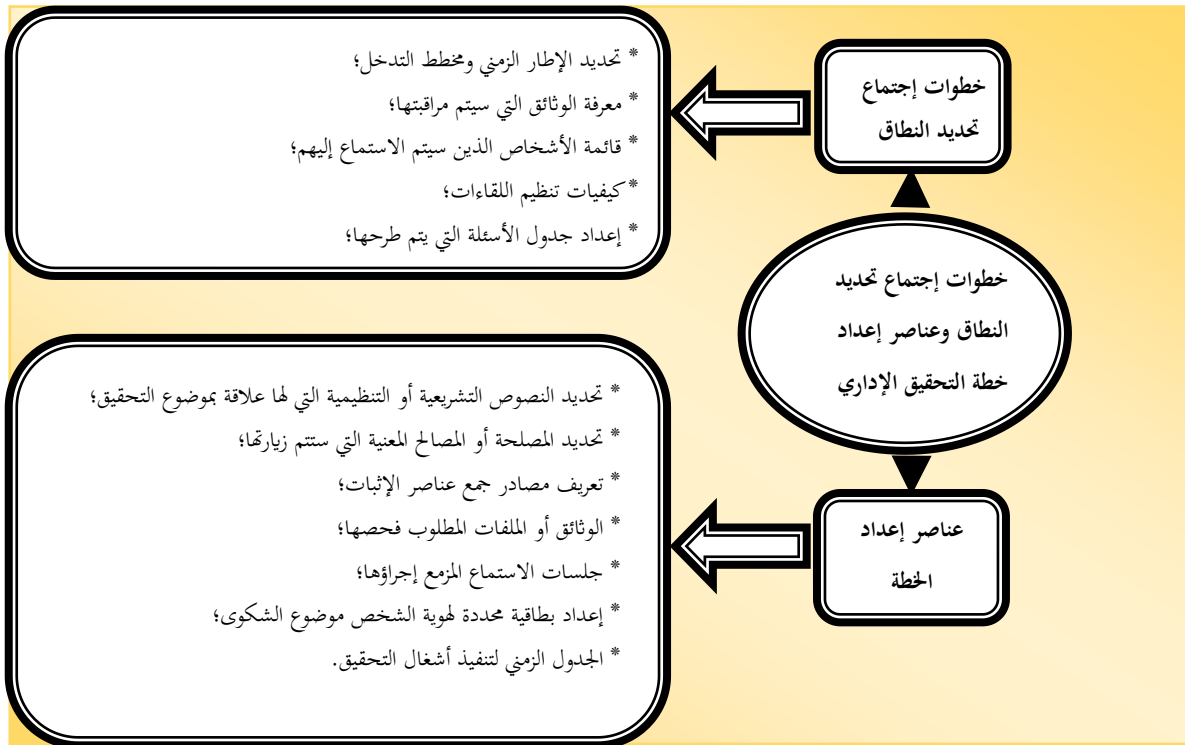 خطوات إجتماع
تحديد النطاق
* تحديد الإطار الزمني ومخطط التدخل؛
* معرفة الوثائق التي سيتم مراقبتها؛
* قائمة الأشخاص الذين سيتم الاستماع إليهم؛
* كيفيات تنظيم اللقاءات؛
* إعداد جدول الأسئلة التي يتم طرحها؛
خطوات إجتماع تحديد
النطاق وعناصر إعداد
خطة التحقيق الإداري
عناصر إعداد
الخطة
* تحديد النصوص التشريعية أو التنظيمية التي لها علاقة بموضوع التحقيق؛
* تحديد المصلحة أو المصالح المعنية التي ستتم زيارتها؛
* تعريف مصادر جمع عناصر الإثبات؛
* الوثائق أو الملفات المطلوب فحصها؛
* جلسات الاستماع المزمع إجراؤها؛
* إعداد بطاقية محددة لهوية الشخص موضوع الشكوى؛
* الجدول الزمني لتنفيذ أشغال التحقيق.